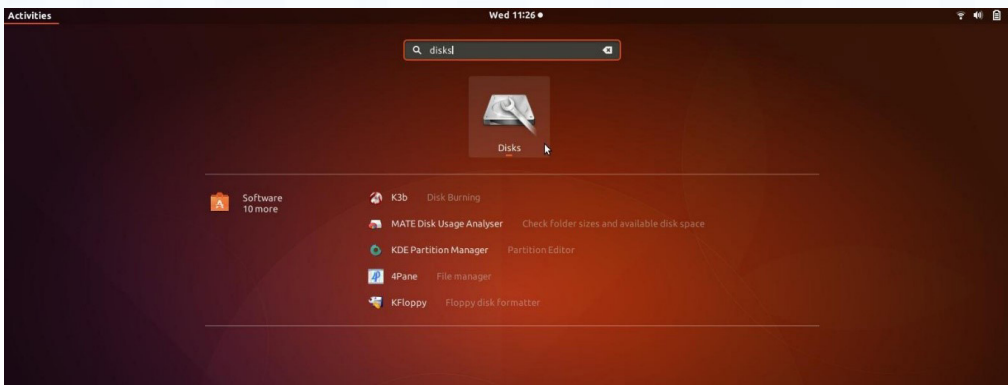 Activities
Wed 11:26
disks
Disks
Software
10 more
K3b Disk Burning
MATE Disk Usage Analyser Check folder sizes and available disk space
KDE Partition Manager Partition Editor
4Pane File manager
KFloppy Floppy disk formatter